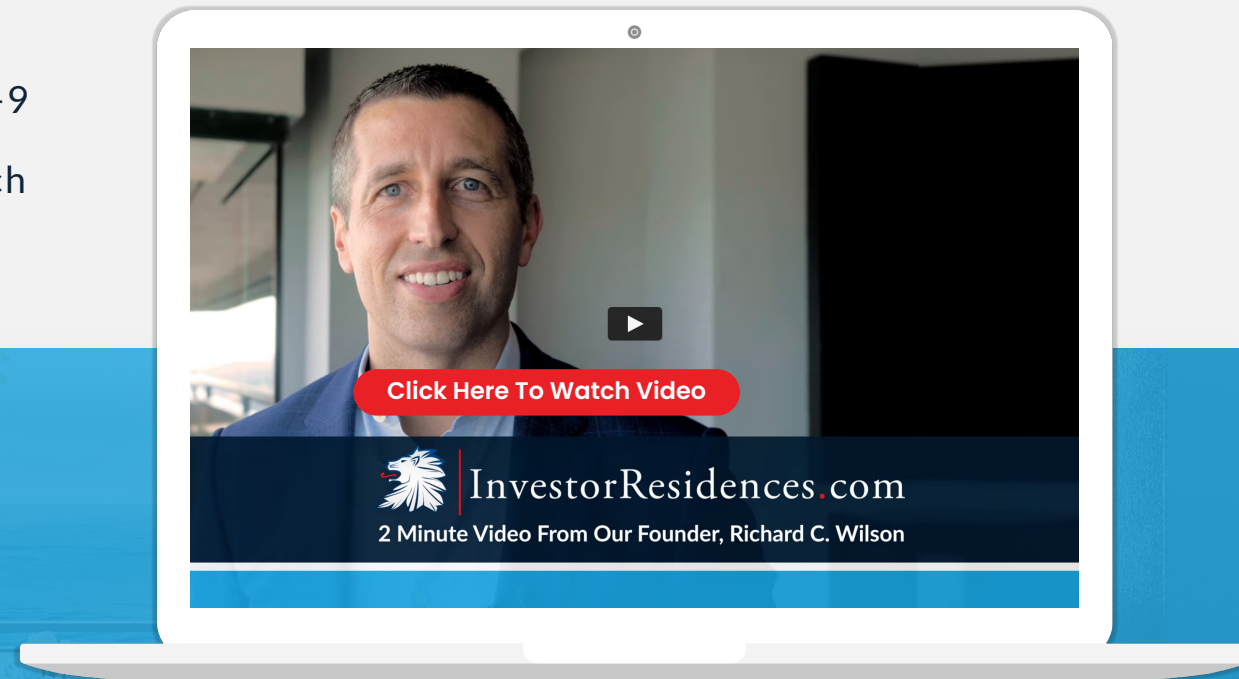 Click Here To Watch Video
InvestorResidences.com
2 Minute Video From Our Founder, Richard C. Wilson